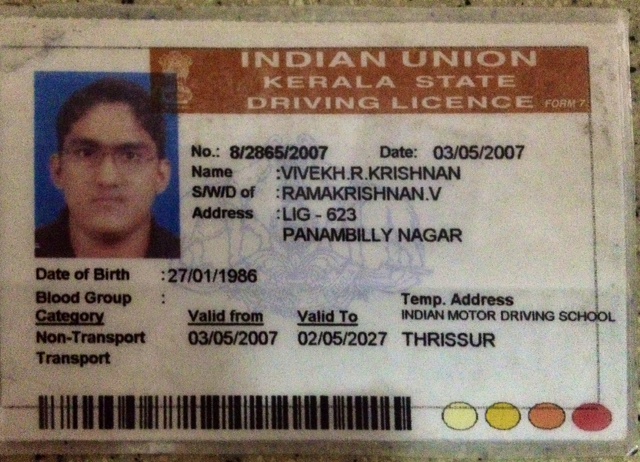 INDIAN UNION
KERALA STATE
DRIVING LICENCE FORM 7
No.: 8/2865/2007 Date: 03/05/2007
Name :VIVEKH.R.KRISHNAN
S/W/D of :RAMAKRISHNAN.V
Address :LIG - 623
PANAMBILLY NAGAR
Date of Birth :27/01/1986
Blood Group :
Temp. Address
Category Valid from Valid To INDIAN MOTOR DRIVING SCHOOL
Non-Transport 03/05/2007 02/05/2027 THRISSUR
Transport